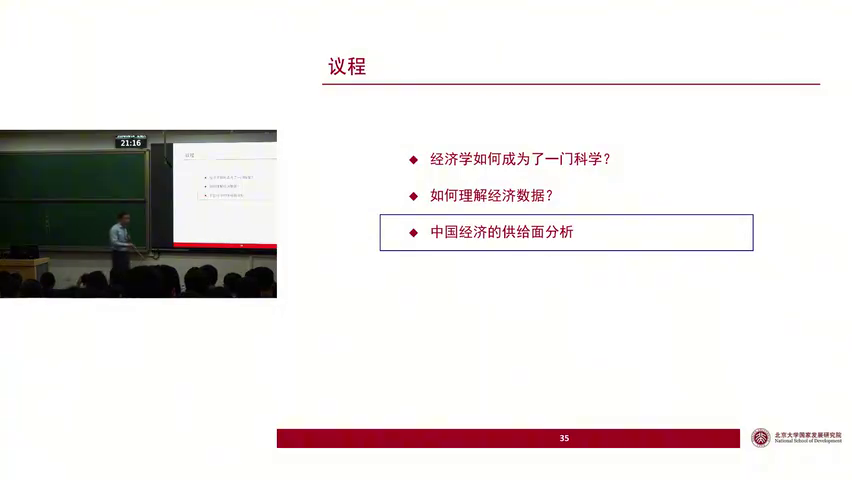 议程
21:16
◆ 经济学如何成为了一门科学?
◆ 如何理解经济数据?
◆ 中国经济的供给面分析
35
北京大学国家发展研究院
National School of Development